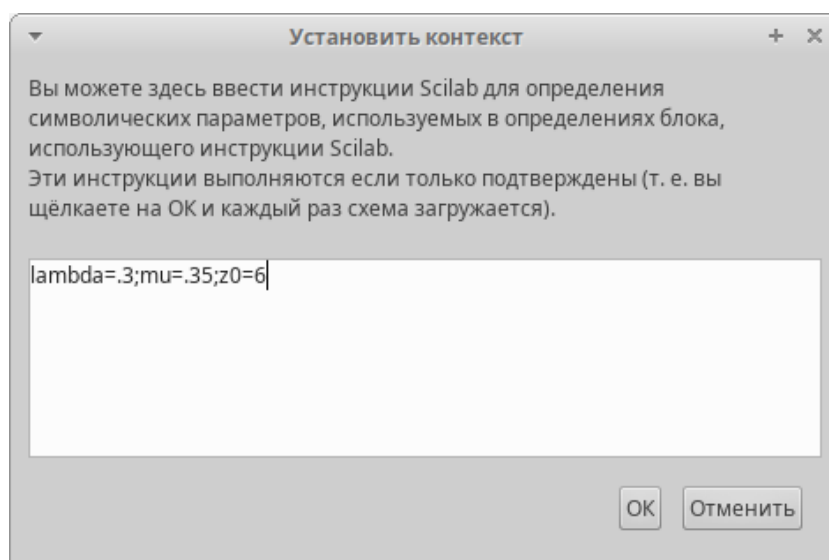 Установить контекст
Вы можете здесь ввести инструкции Scilab для определения
символических параметров, используемых в определениях блока,
использующего инструкции Scilab.
Эти инструкции выполняются если только подтверждены (т. е. вы
щёлкаете на ОК и каждый раз схема загружается).
lambda=.3;mu=.35;z0=6
ОК
Отменить